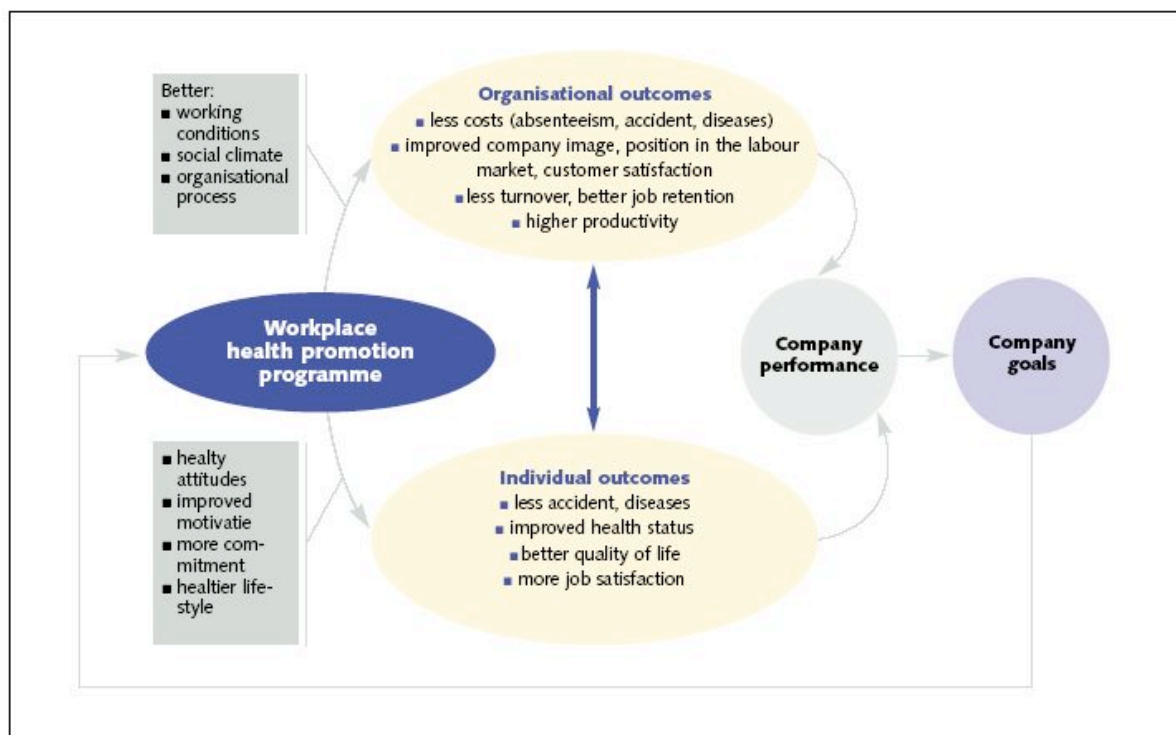 Better:
■ working
conditions
■ social climate
■ organisational
process
Organisational outcomes
■ less costs (absenteeism, accident, diseases)
■ improved company image, position in the labour
market, customer satisfaction
■ less turnover, better job retention
■ higher productivity
Workplace
health promotion
programme
Company
performance
Company
goals
■ healty
attitudes
■ improved
motivatie
■ more com-
mitment
■ healtier life-
style
Individual outcomes
■ less accident, diseases
■ improved health status
■ better quality of life
■ more job satisfaction